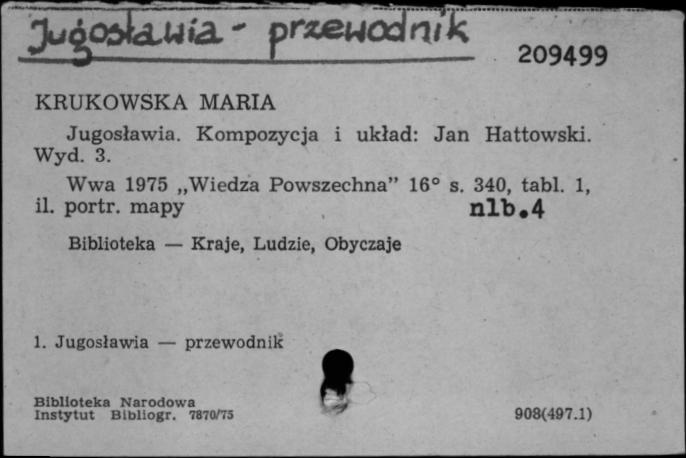 Jugosławia - przewodnik
209499
KRUKOWSKA MARIA
Jugosławia. Kompozycja i układ: Jan Hattowski.
Wyd. 3.
Wwa 1975 „Wiedza Powszechna” 16° s. 340, tabl. 1,
il. portr. mapy nlb.4
Biblioteka — Kraje, Ludzie, Obyczaje
1. Jugosławia — przewodnik
Biblioteka Narodowa
Instytut Bibliogr. 7870/75 908(497.1)